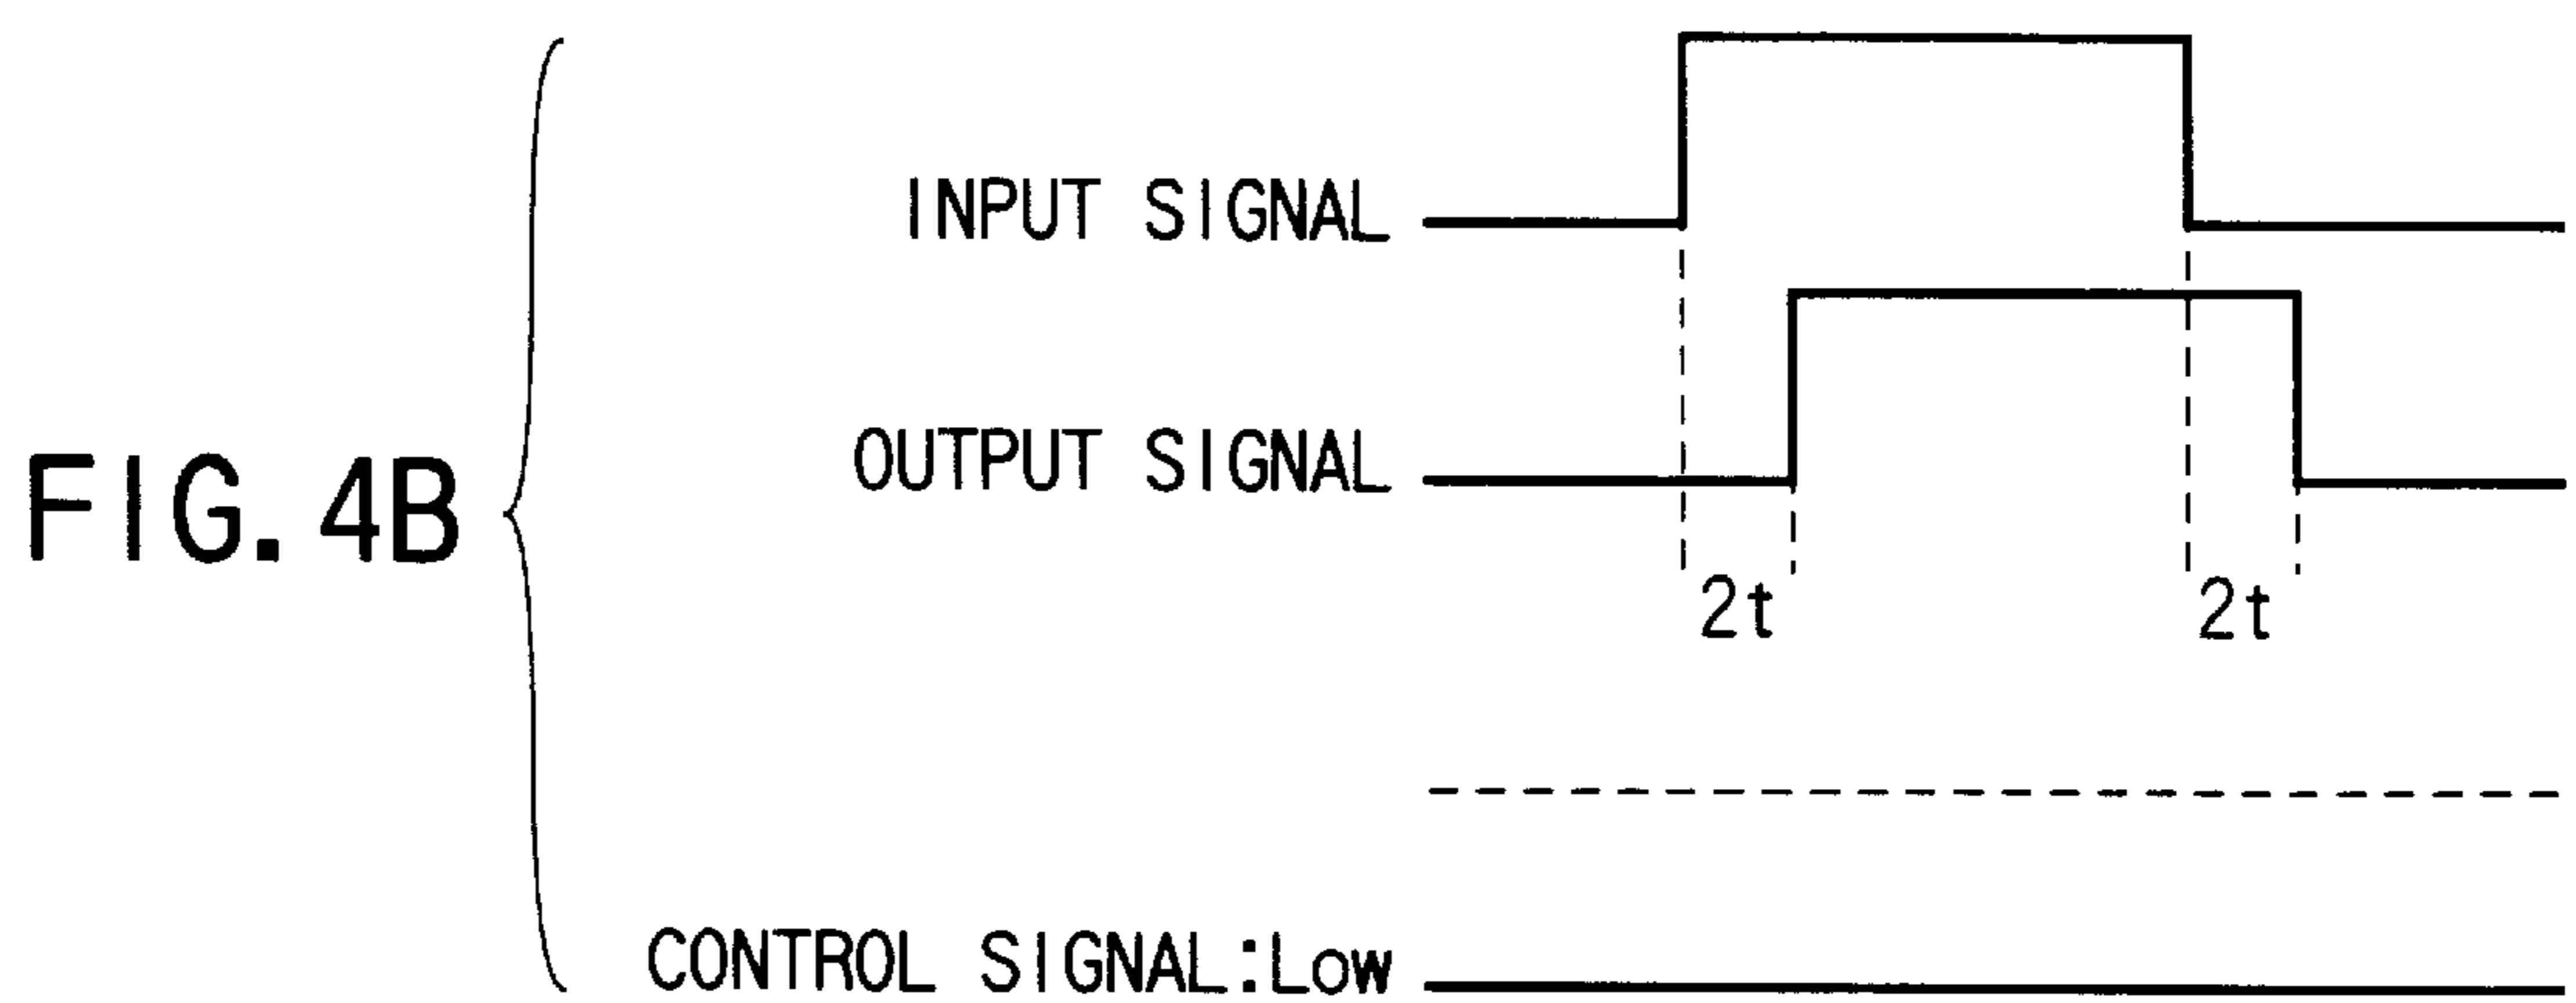 INPUT SIGNAL
OUTPUT SIGNAL
FIG. 4B
2t 2t
CONTROL SIGNAL:Low